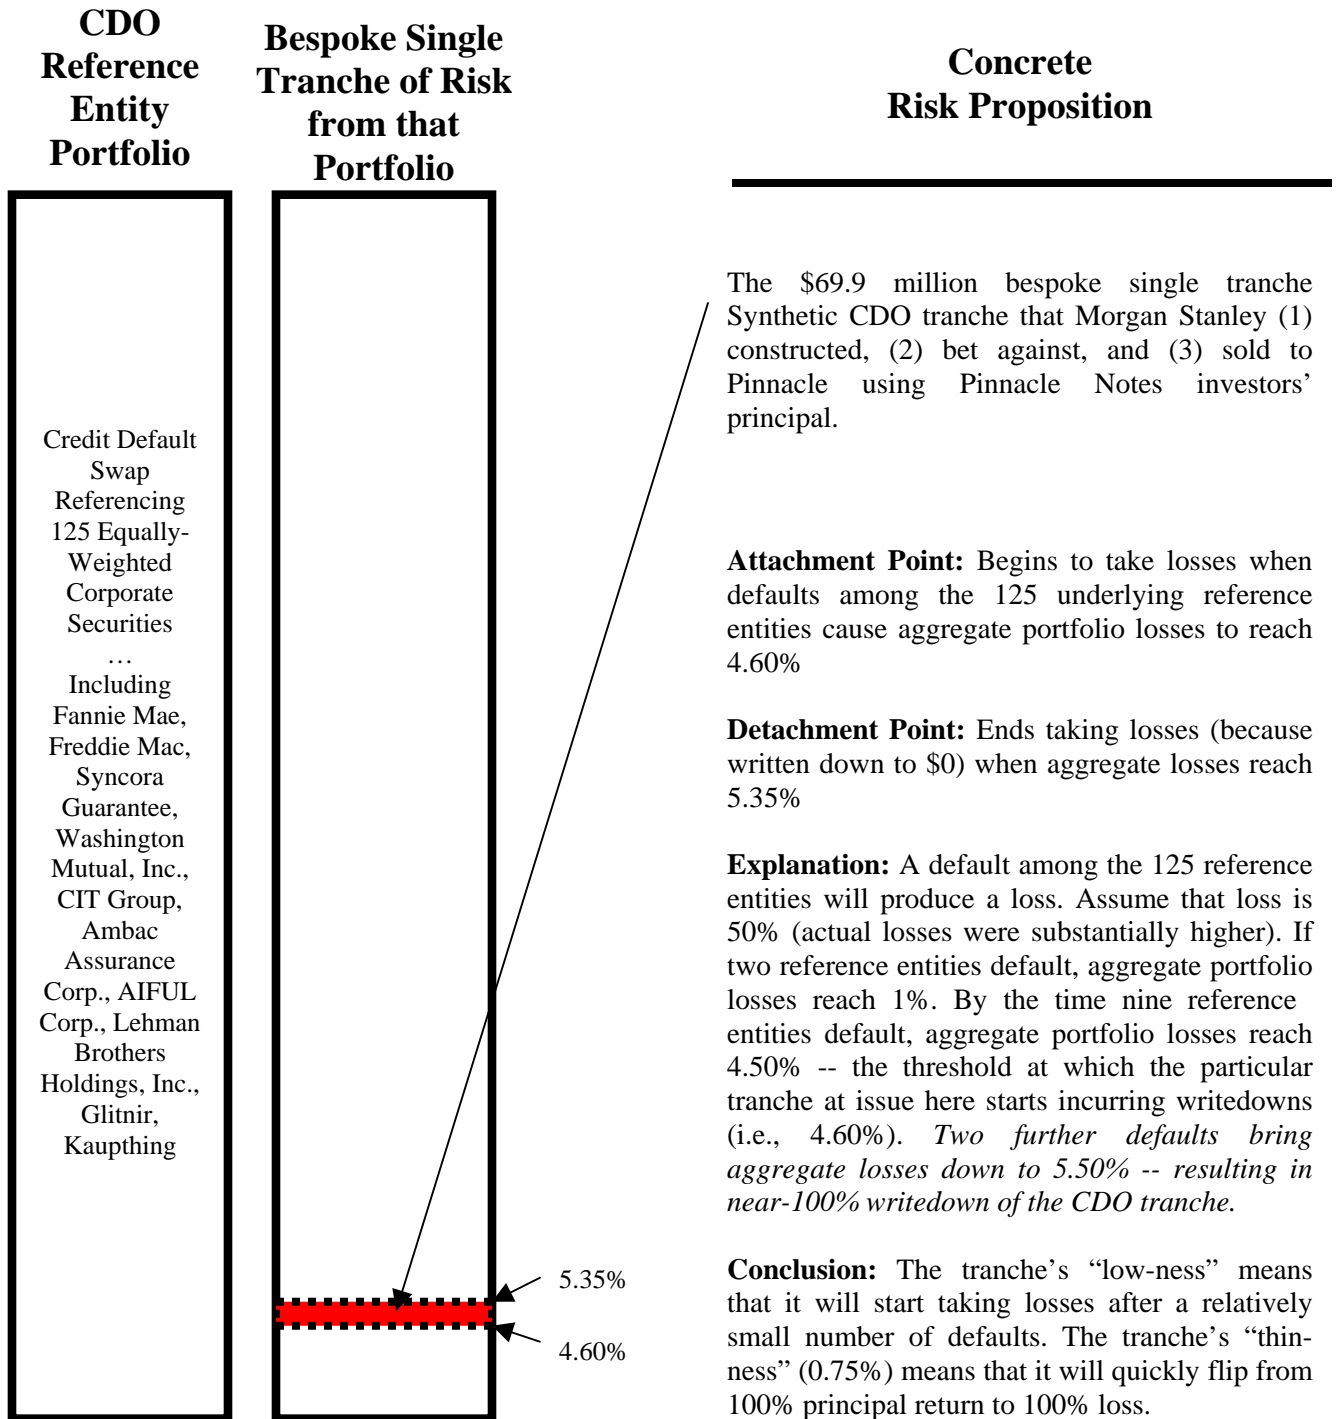 CDO
Reference
Entity
Portfolio
Bespoke Single
Tranche of Risk
from that
Portfolio
Concrete
Risk Proposition
Credit Default
Swap
Referencing
125 Equally-
Weighted
Corporate
Securities
…
Including
Fannie Mae,
Freddie Mac,
Syncora
Guarantee,
Washington
Mutual, Inc.,
CIT Group,
Ambac
Assurance
Corp., AIFUL
Corp., Lehman
Brothers
Holdings, Inc.,
Glitnir,
Kaupthing
5.35%
4.60%
The $69.9 million bespoke single tranche
Synthetic CDO tranche that Morgan Stanley (1)
constructed, (2) bet against, and (3) sold to
Pinnacle using Pinnacle Notes investors’
principal.
Attachment Point: Begins to take losses when
defaults among the 125 underlying reference
entities cause aggregate portfolio losses to reach
4.60%
Detachment Point: Ends taking losses (because
written down to $0) when aggregate losses reach
5.35%
Explanation: A default among the 125 reference
entities will produce a loss. Assume that loss is
50% (actual losses were substantially higher). If
two reference entities default, aggregate portfolio
losses reach 1%. By the time nine reference
entities default, aggregate portfolio losses reach
4.50% -- the threshold at which the particular
tranche at issue here starts incurring writedowns
(i.e., 4.60%). Two further defaults bring
aggregate losses down to 5.50% -- resulting in
near-100% writedown of the CDO tranche.
Conclusion: The tranche’s “low-ness” means
that it will start taking losses after a relatively
small number of defaults. The tranche’s “thin-
ness” (0.75%) means that it will quickly flip from
100% principal return to 100% loss.